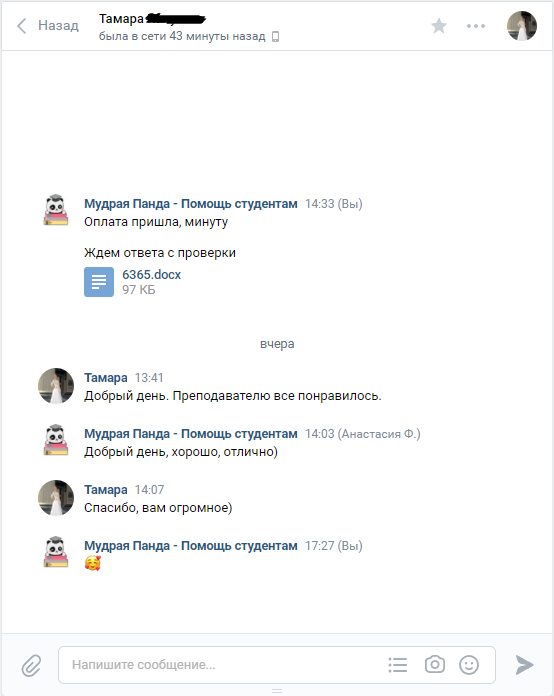 Назад
Тамара
была в сети 43 минуты назад
Мудрая Панда - Помощь студентам 14:33 (Вы)
Оплата пришла, минуту
Ждем ответа с проверки
6365.docx
97 КБ
вчера
Тамара 13:41
Добрый день. Преподавателю все понравилось.
Мудрая Панда - Помощь студентам 14:03 (Анастасия Ф.)
Добрый день, хорошо, отлично)
Тамара 14:07
Спасибо, вам огромное)
Мудрая Панда - Помощь студентам 17:27 (Вы)
Напишите сообщение...